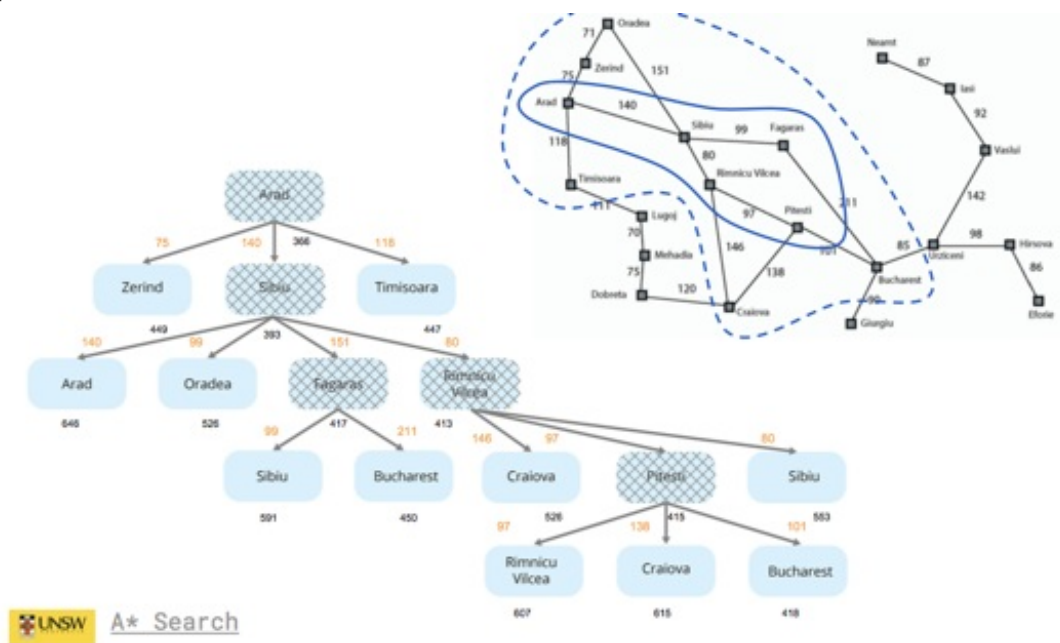 Oradea
71
Neamt
87
Zerind
151
75
Iasi
Arad
140
92
Sibiu
99
Fagaras
118
80
Vaslui
Rimnicu Vilcea
Timisoara
142
111
Lugoj
97
Pitesti
211
70
146
85
98
Hirsova
Mehadia
101
Urziceni
138
Bucharest
86
75
Dobreta
120
90
Craiova
Giurgiu
Eforie
Arad
75
140
366
118
Zerind
Sibiu
Timisoara
449
393
447
140
99
151
80
Arad
Oradea
Fagaras
Rimnicu
Vilcea
646
526
417
413
99
211
146
97
80
Sibiu
Bucharest
Craiova
Pitesti
Sibiu
591
450
526
415
553
97
138
101
Rimnicu
Vilcea
Craiova
Bucharest
607
615
418
UNSW
A* Search